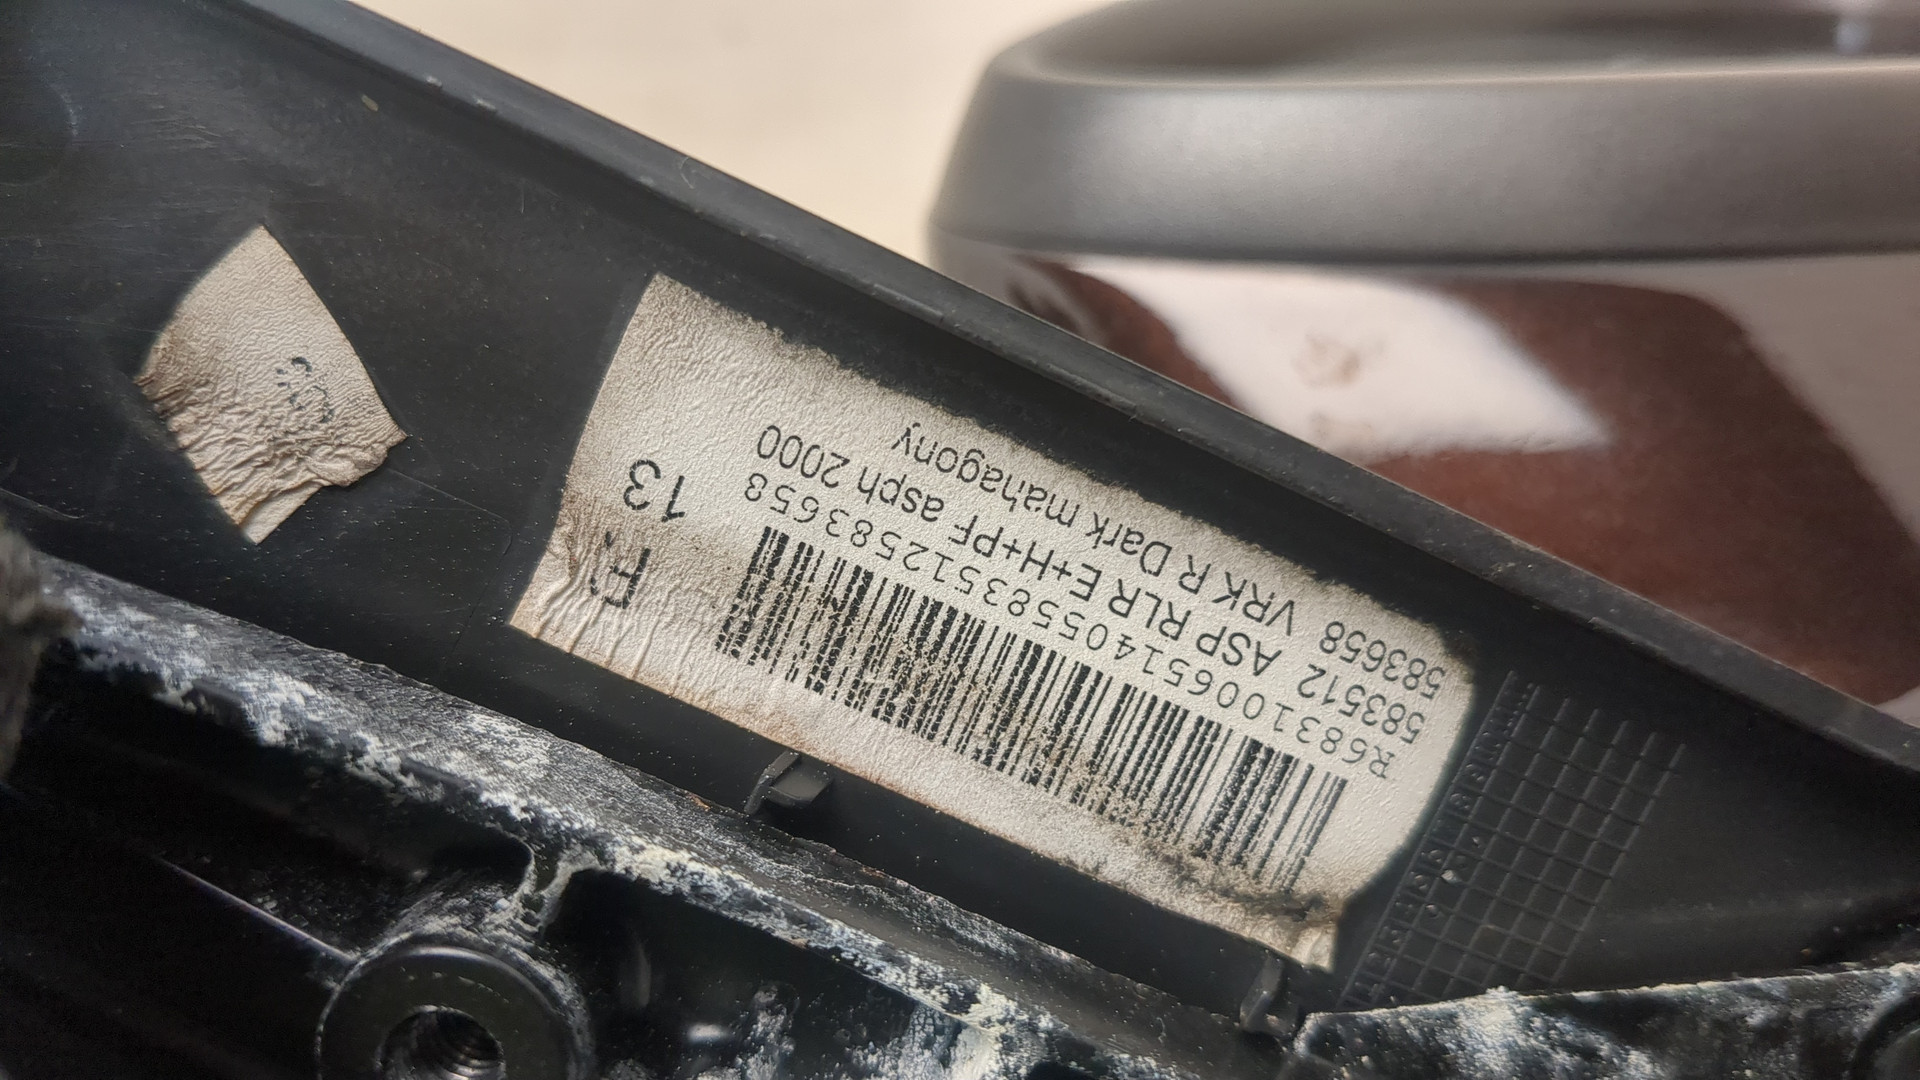 R683100651405583512583658
583512 ASP RLR E+H+PF asph 2000
583658 VRK R Dark mahagony
R
13